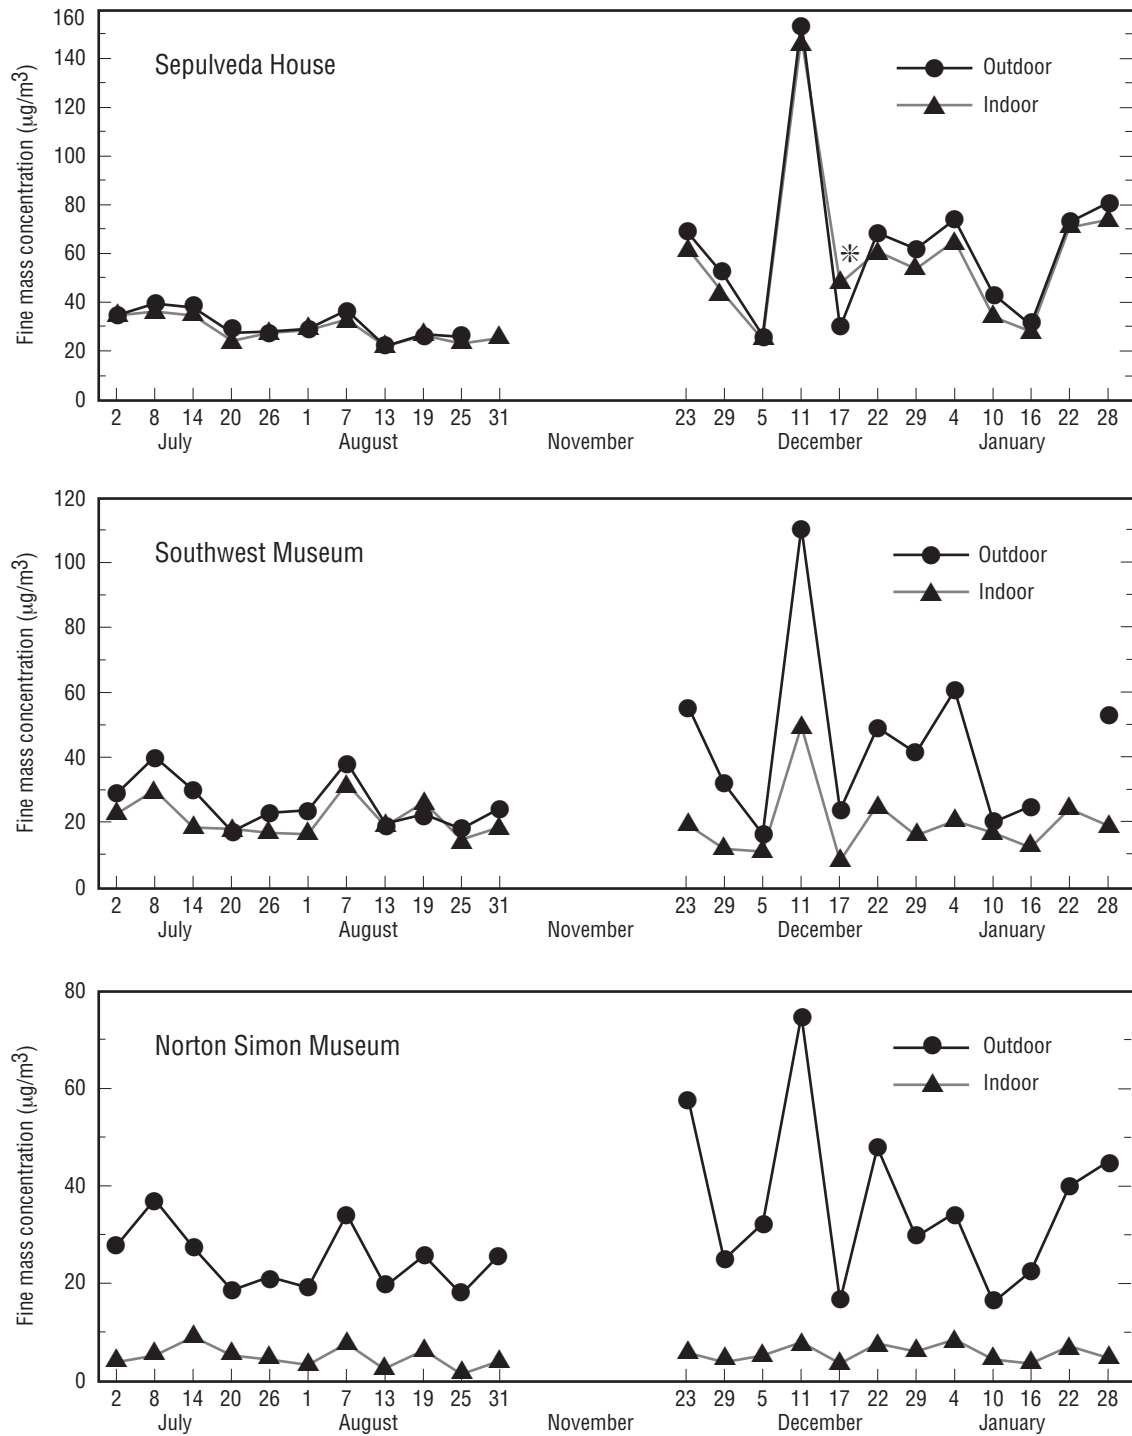 160
140
120
100
80
60
40
20
0
Fine mass concentration (µg/m³)
Sepulveda House
Outdoor
Indoor
2 8 14 20 26 1 7 13 19 25 31 23 29 5 11 17 22 29 4 10 16 22 28
July August November December January
120
100
80
60
40
20
0
Fine mass concentration (µg/m³)
Southwest Museum
Outdoor
Indoor
2 8 14 20 26 1 7 13 19 25 31 23 29 5 11 17 22 29 4 10 16 22 28
July August November December January
80
60
40
20
0
Fine mass concentration (µg/m³)
Norton Simon Museum
Outdoor
Indoor
2 8 14 20 26 1 7 13 19 25 31 23 29 5 11 17 22 29 4 10 16 22 28
July August November December January